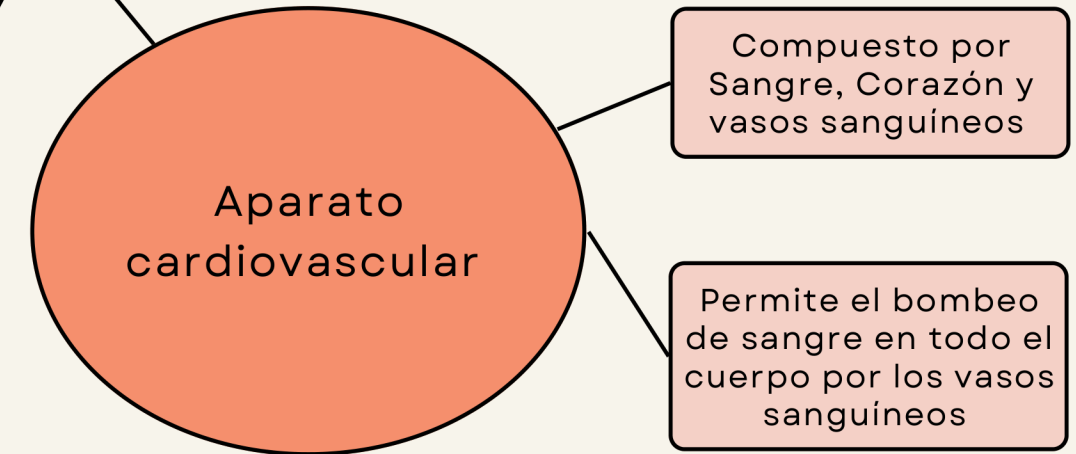 Aparato
cardiovascular
Compuesto por
Sangre, Corazón y
vasos sanguíneos
Permite el bombeo
de sangre en todo el
cuerpo por los vasos
sanguíneos